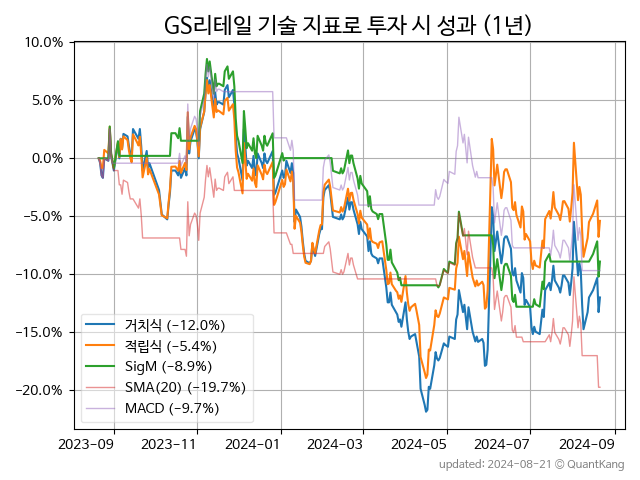 GS리테일 기술 지표로 투자 시 성과 (1년)
10.0%
5.0%
0.0%
−5.0%
−10.0%
−15.0%
−20.0%
거치식 (−12.0%)
적립식 (−5.4%)
SigM (−8.9%)
SMA(20) (−19.7%)
MACD (−9.7%)
2023−09 2023−11 2024−01 2024−03 2024−05 2024−07 2024−09
updated: 2024−08−21 © QuantKang